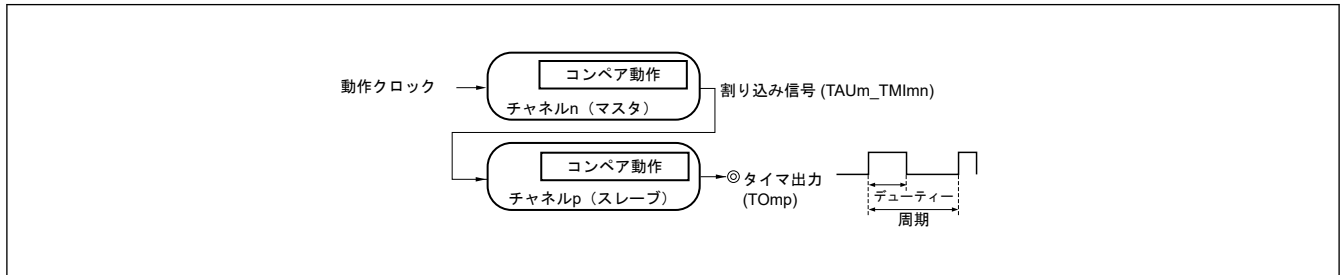 コンペア動作
動作クロック
割り込み信号 (TAUm_TMImn)
チャネルn（マスタ）
コンペア動作
タイマ出力
(TOmp)
チャネルp（スレーブ）
デューティー
周期